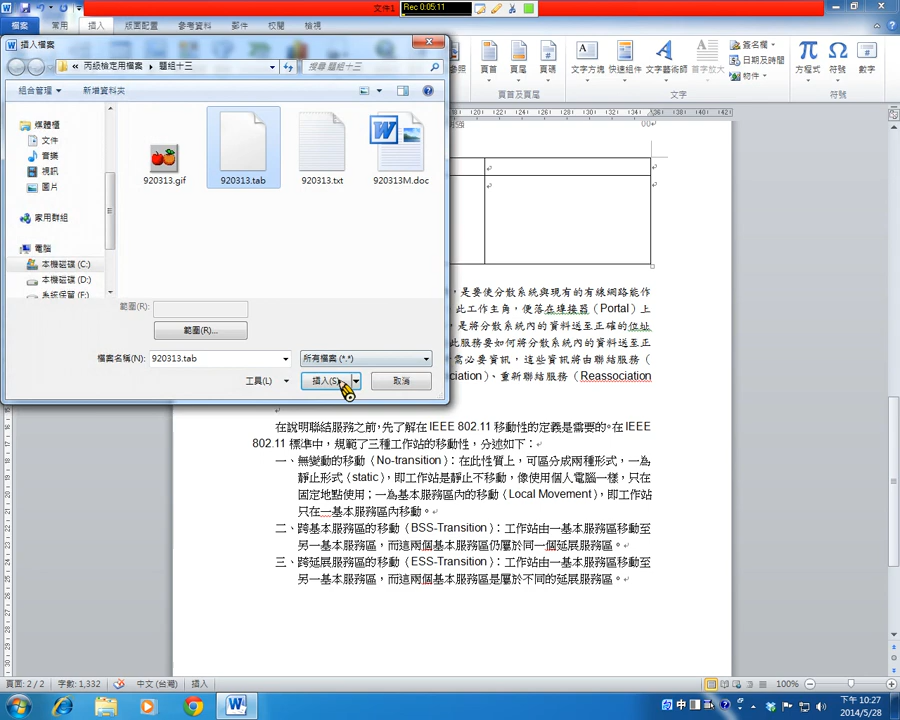 文件1
Rec 0:05:11
檔案 常用 插入 版面配置 參考資料 郵件 校閱 檢視
插入檔案
« 丙級檢定用檔案 ▸ 題組十三
搜尋 題組十三
組合管理 新增資料夾
媒體櫃
文件
音樂
視訊
圖片
家用群組
電腦
本機磁碟 (C:)
本機磁碟 (D:)
系統保留 (F:)
920313.gif
920313.tab
920313.txt
920313M.doc
範圍(R):
範圍(R)...
檔案名稱(N): 920313.tab
所有檔案 (*.*)
工具(L) 插入(S) 取消
參照 頁首 頁尾 頁碼 文字方塊 快速組件 文字藝術師 首字放大
簽名欄
日期及時間
物件
方程式 符號 數字
頁首及頁尾 文字 符號
，是要使分散系統與現有的有線網路能作
此工作主角，便落在連接器（Portal）上
，是將分散系統內的資料送至正確的位址
此服務要如何將分散系統內的資料送至正
需必要資訊，這些資訊將由聯結服務（
ciation）、重新聯結服務（Reassociation
在說明聯結服務之前，先了解在 IEEE 802.11 移動性的定義是需要的。在 IEEE
802.11 標準中，規範了三種工作站的移動性，分述如下：
一、無變動的移動（No-transition）：在此性質上，可區分成兩種形式，一為
靜止形式（static），即工作站是靜止不移動，像使用個人電腦一樣，只在
固定地點使用；一為基本服務區內的移動（Local Movement），即工作站
只在一基本服務區內移動。
二、跨基本服務區的移動（BSS-Transition）：工作站由一基本服務區移動至
另一基本服務區，而這兩個基本服務區仍屬於同一個延展服務區。
三、跨延展服務區的移動（ESS-Transition）：工作站由一基本服務區移動至
另一基本服務區，而這兩個基本服務區是屬於不同的延展服務區。
頁面: 2 / 2 字數: 1,332 中文 (台灣) 插入 100%
下午 10:27
2014/5/28